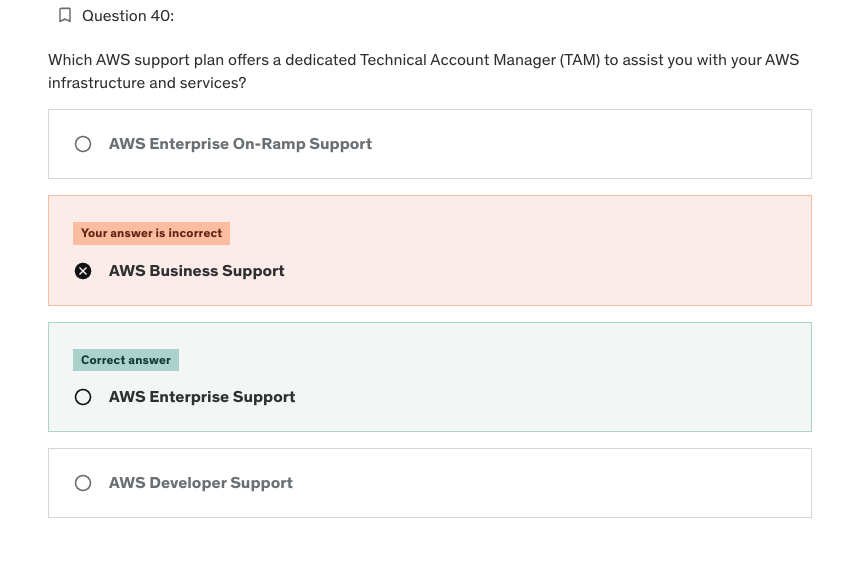 Question 40:
Which AWS support plan offers a dedicated Technical Account Manager (TAM) to assist you with your AWS
infrastructure and services?
AWS Enterprise On-Ramp Support
Your answer is incorrect
AWS Business Support
Correct answer
AWS Enterprise Support
AWS Developer Support